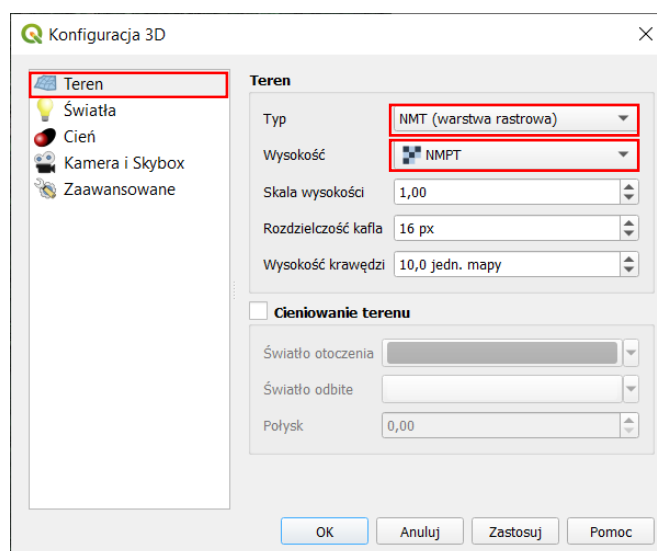 Konfiguracja 3D
Teren
Światła
Cień
Kamera i Skybox
Zaawansowane
Teren
Typ NMT (warstwa rastrowa)
Wysokość NMPT
Skala wysokości 1,00
Rozdzielczość kafla 16 px
Wysokość krawędzi 10,0 jedn. mapy
Cieniowanie terenu
Światło otoczenia
Światło odbite
Połysk 0,00
OK Anuluj Zastosuj Pomoc